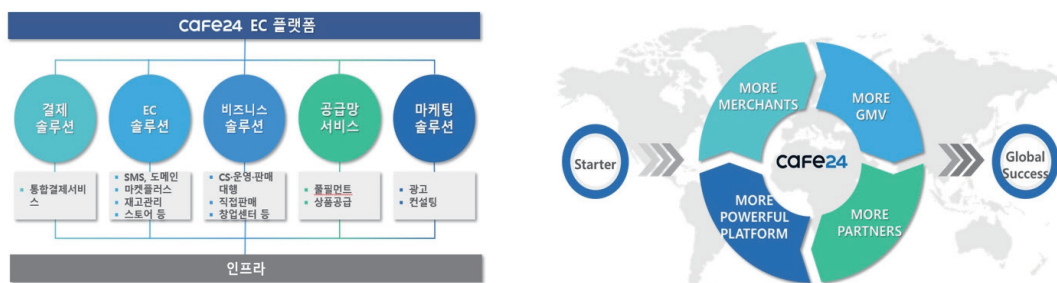 cafe24 EC 플랫폼
결제
솔루션
EC
솔루션
비즈니스
솔루션
공급망
서비스
마케팅
솔루션
통합결제서비
스
SMS, 도메인
마켓플러스
재고관리
스토어 등
CS·운영·판매
대행
직접판매
창업센터 등
풀필먼트
상품공급
광고
컨설팅
인프라
Starter
MORE
MERCHANTS
MORE
GMV
cafe24
MORE
POWERFUL
PLATFORM
MORE
PARTNERS
Global
Success